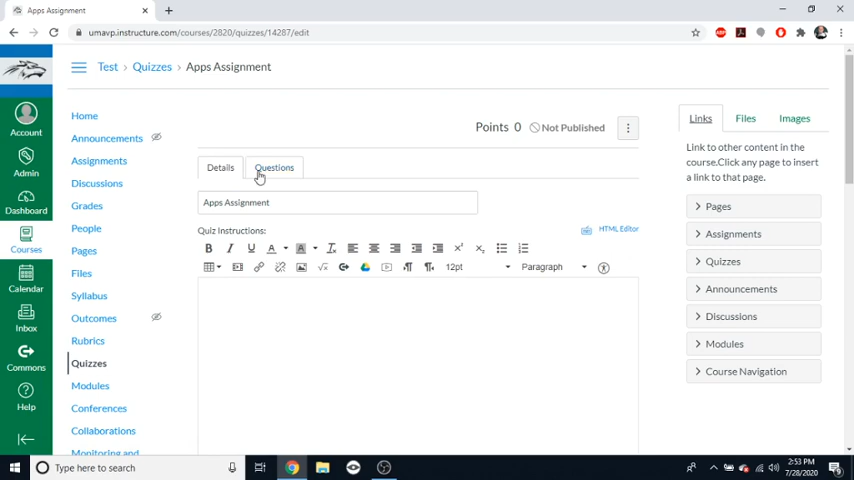 Apps Assignment
umavp.instructure.com/courses/2820/quizzes/14287/edit
ABP
Test › Quizzes › Apps Assignment
Account
Admin
Dashboard
Courses
Calendar
Inbox
Commons
Help
Home
Announcements
Assignments
Discussions
Grades
People
Pages
Files
Syllabus
Outcomes
Rubrics
Quizzes
Modules
Conferences
Collaborations
Monitoring and
Points 0 Not Published
Details Questions
Apps Assignment
Quiz Instructions: HTML Editor
12pt Paragraph
Links Files Images
Link to other content in the
course.Click any page to insert
a link to that page.
Pages
Assignments
Quizzes
Announcements
Discussions
Modules
Course Navigation
Type here to search
2:53 PM
7/28/2020